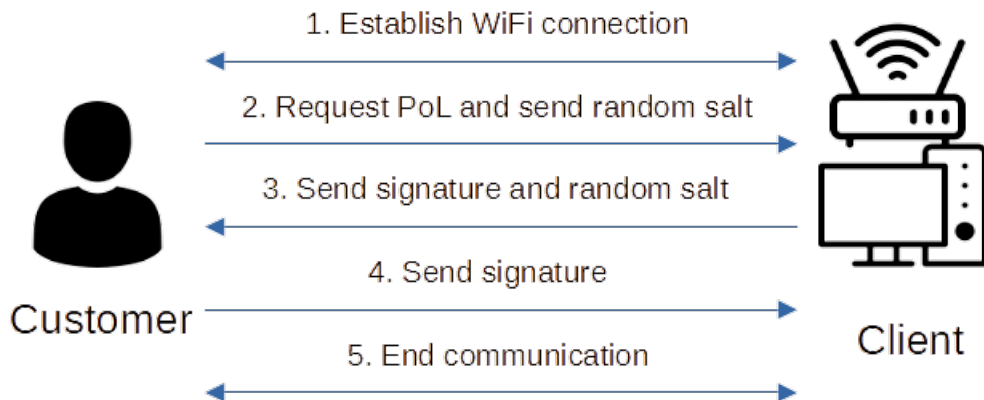 1. Establish WiFi connection
2. Request PoL and send random salt
3. Send signature and random salt
4. Send signature
Customer
Client
5. End communication